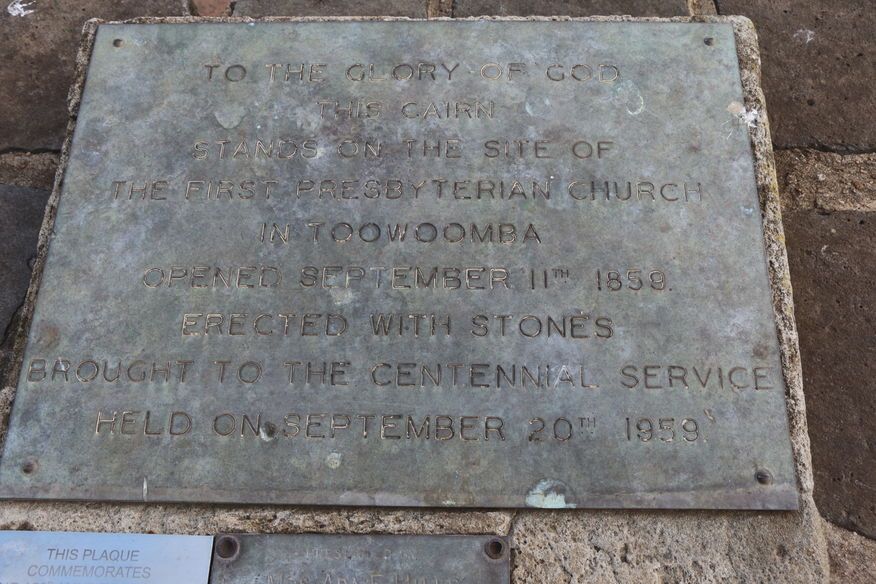 TO THE GLORY OF GOD
THIS CAIRN
STANDS ON THE SITE OF
THE FIRST PRESBYTERIAN CHURCH
IN TOOWOOMBA
OPENED SEPTEMBER 11TH 1859.
ERECTED WITH STONES
BROUGHT TO THE CENTENNIAL SERVICE
HELD ON SEPTEMBER 20TH 1959.
THIS PLAQUE
COMMEMORATES